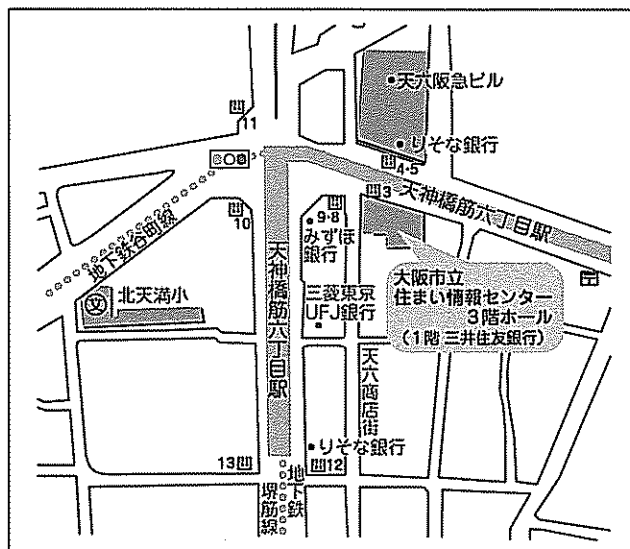 天六阪急ビル
りそな銀行
11
4・5
3
天神橋筋六丁目駅
地下鉄谷町線
10
9・8
みずほ
銀行
天神橋筋六丁目駅
大阪市立
住まい情報センター
3階ホール
(1階 三井住友銀行)
文
北天満小
三菱東京
UFJ銀行
天六商店街
りそな銀行
13
12
地下鉄
堺筋線